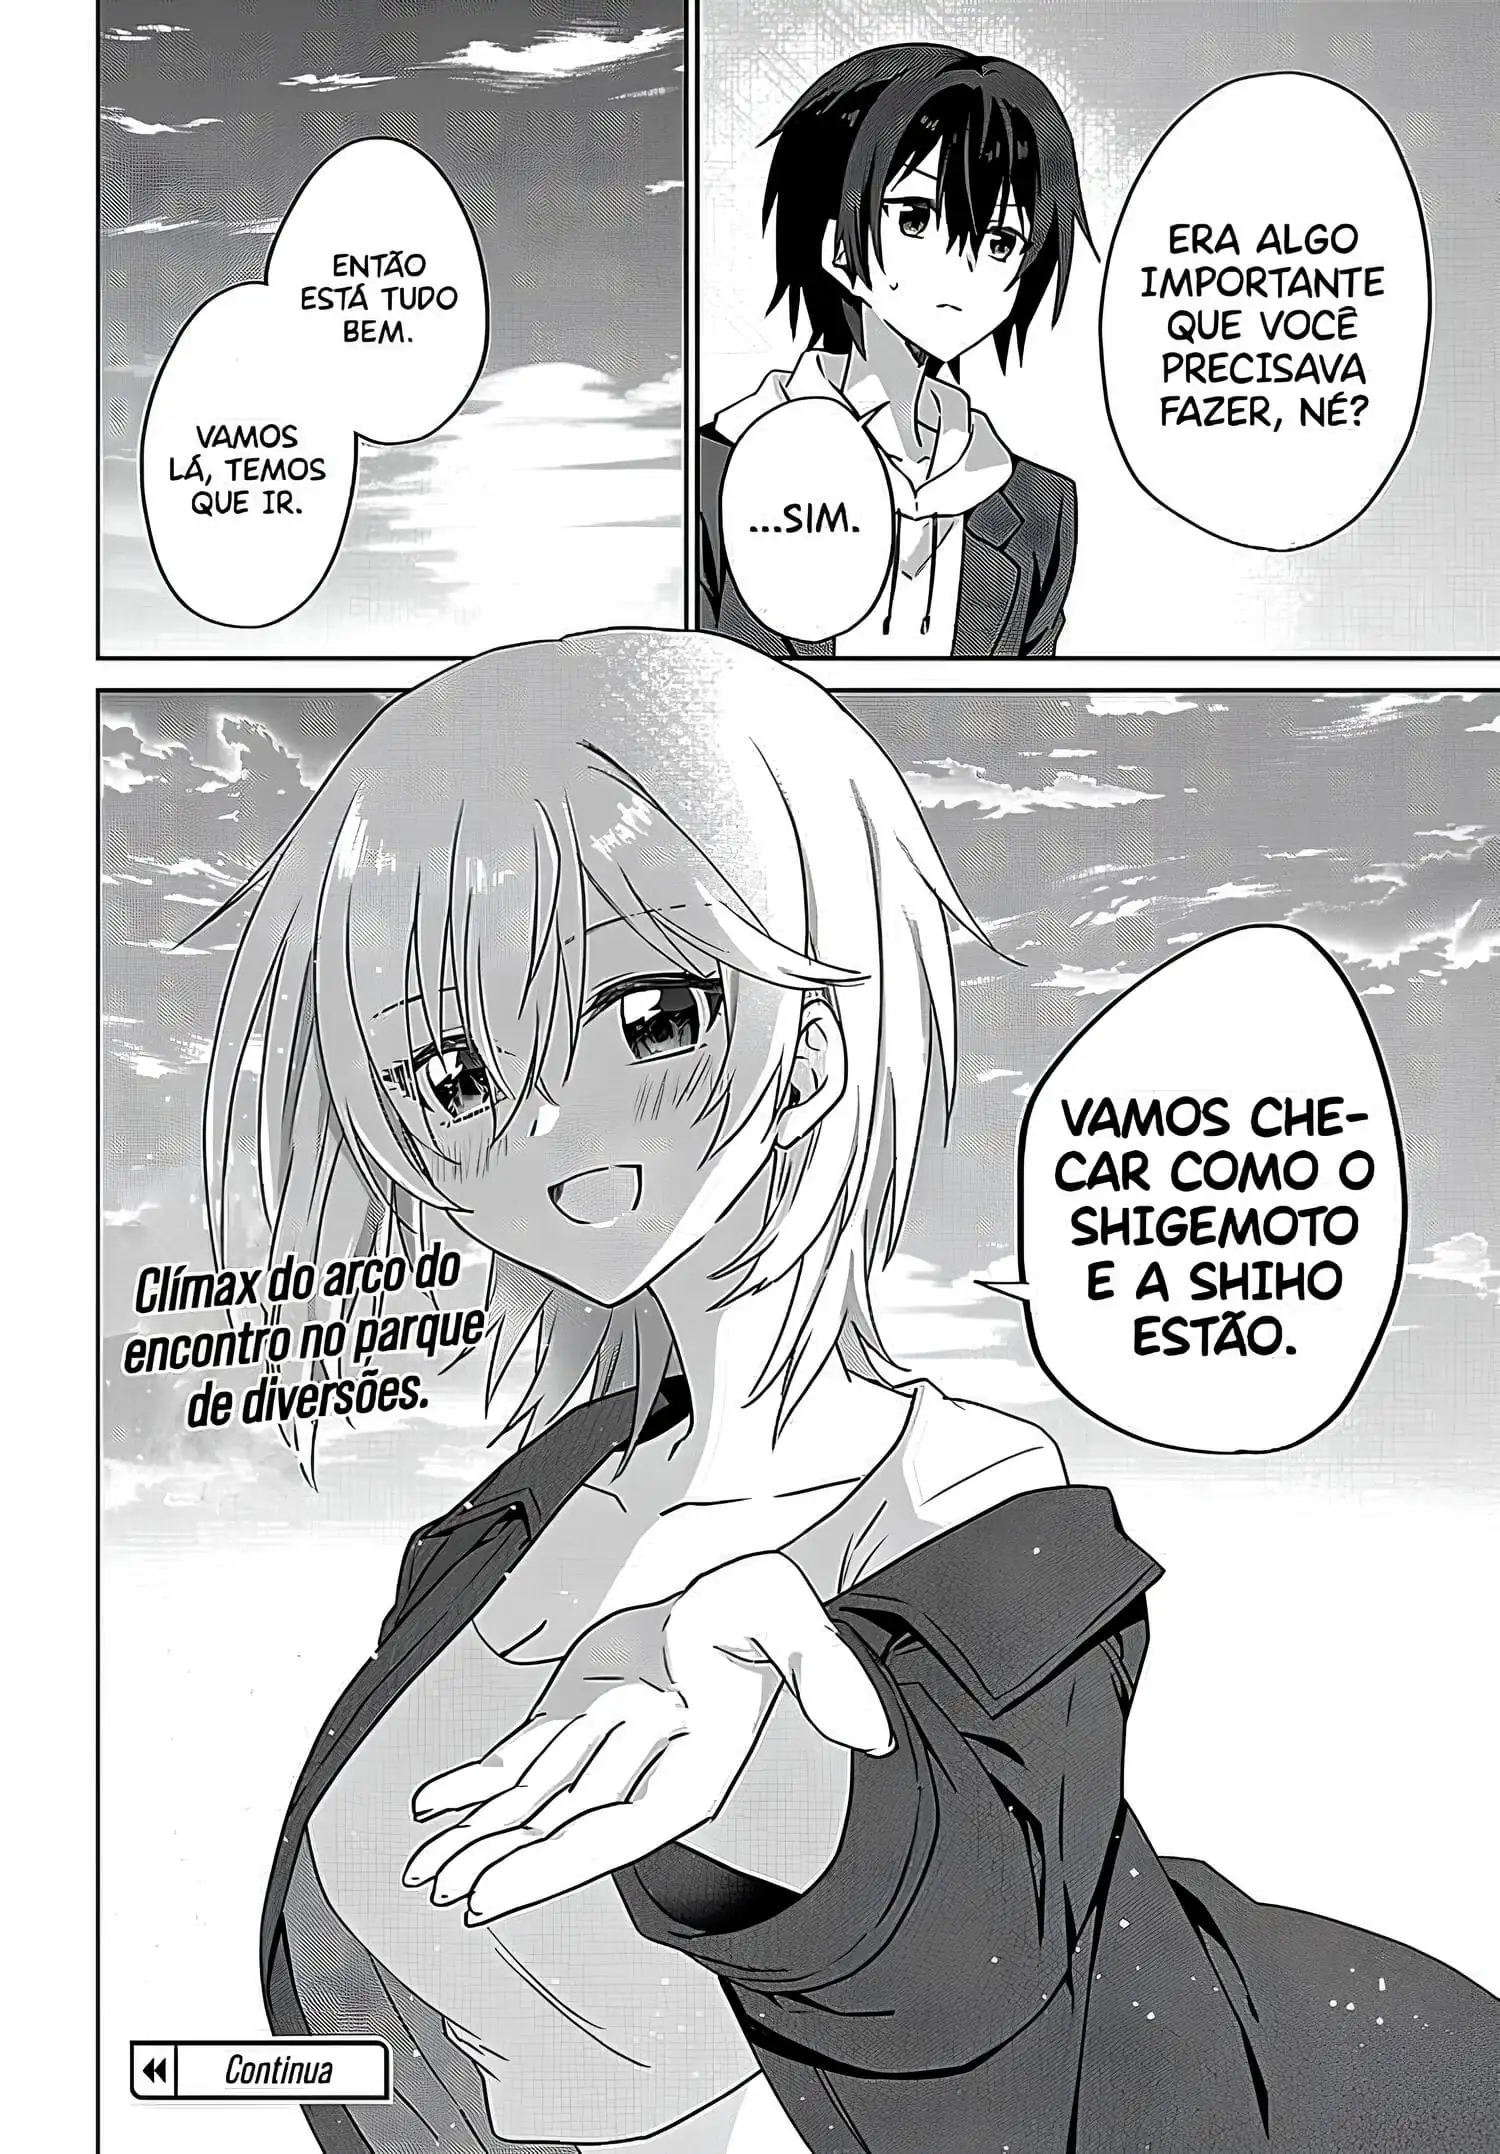 ERA ALGO
IMPORTANTE
QUE VOCÊ
PRECISAVA
FAZER, NÉ?
...SIM.
ENTÃO
ESTÁ TUDO
BEM.
VAMOS
LÁ, TEMOS
QUE IR.
VAMOS CHE-
CAR COMO O
SHIGEMOTO
E A SHIHO
ESTÃO.
Clímax do arco do
encontro no parque
de diversões.
Continua